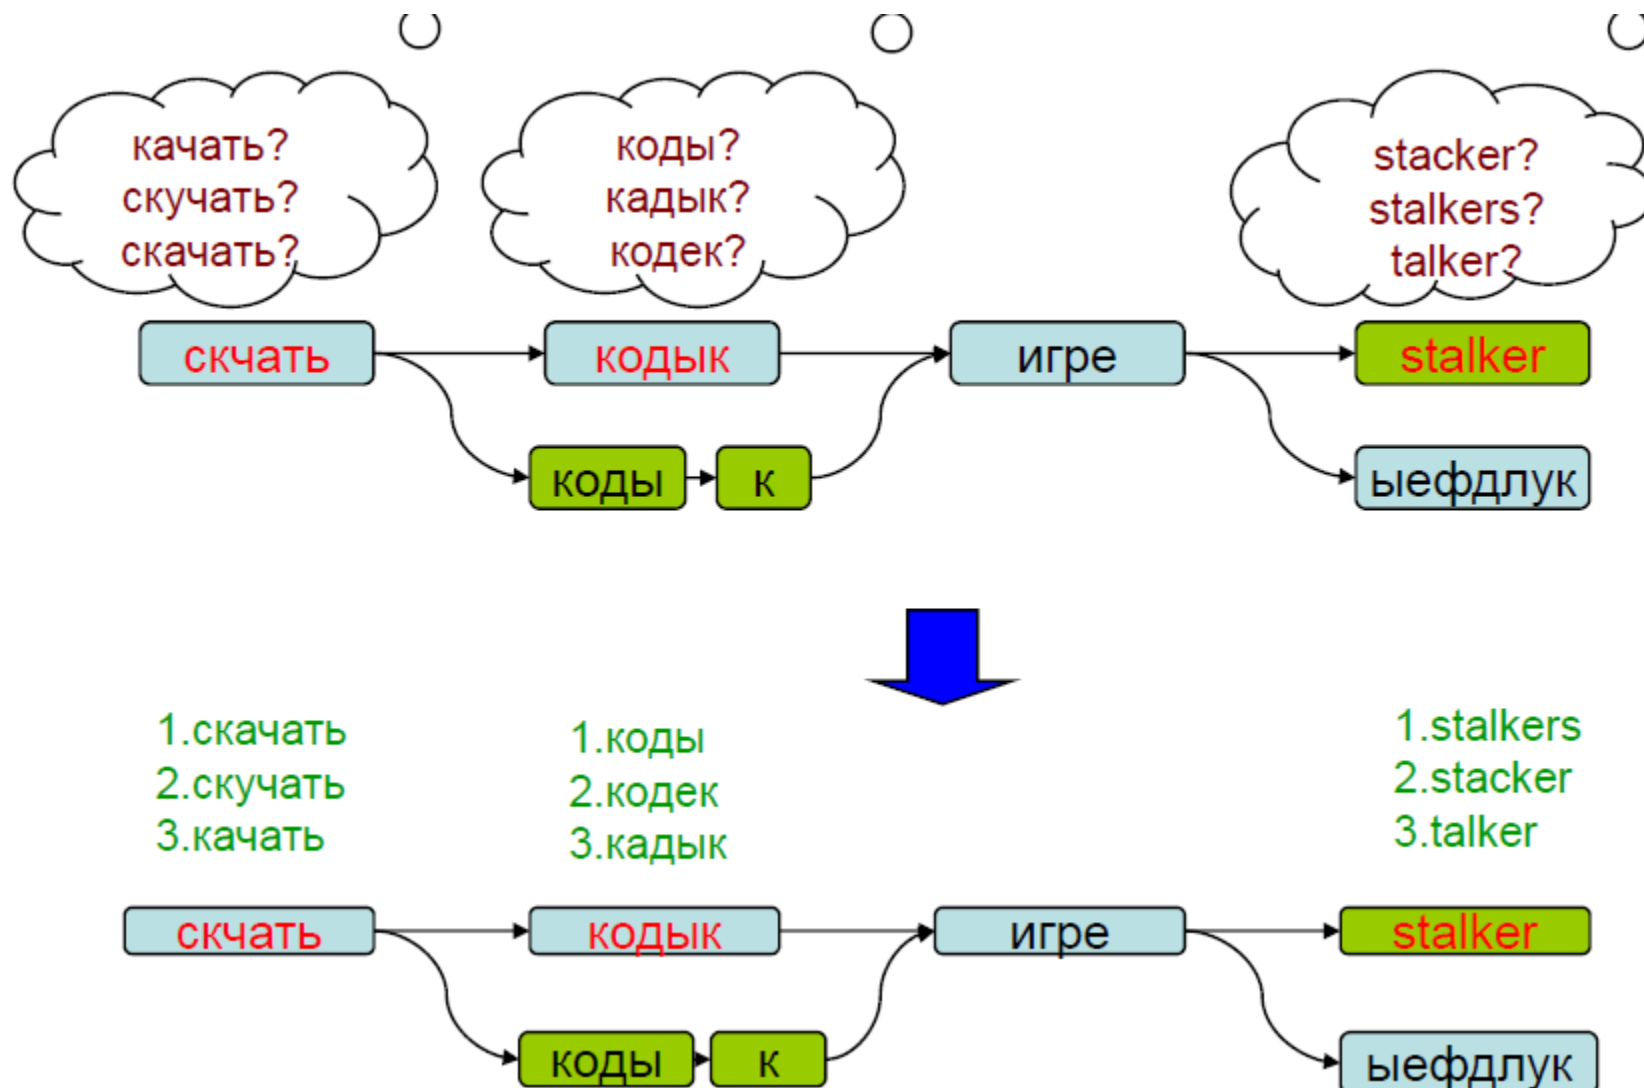 качать?
скучать?
скачать?
коды?
кадык?
кодек?
stacker?
stalkers?
talker?
скчать
кодык
игре
stalker
коды
к
ыефдлук
1.скачать
2.скучать
3.качать
1.коды
2.кодек
3.кадык
1.stalkers
2.stacker
3.talker
скчать
кодык
игре
stalker
коды
к
ыефдлук